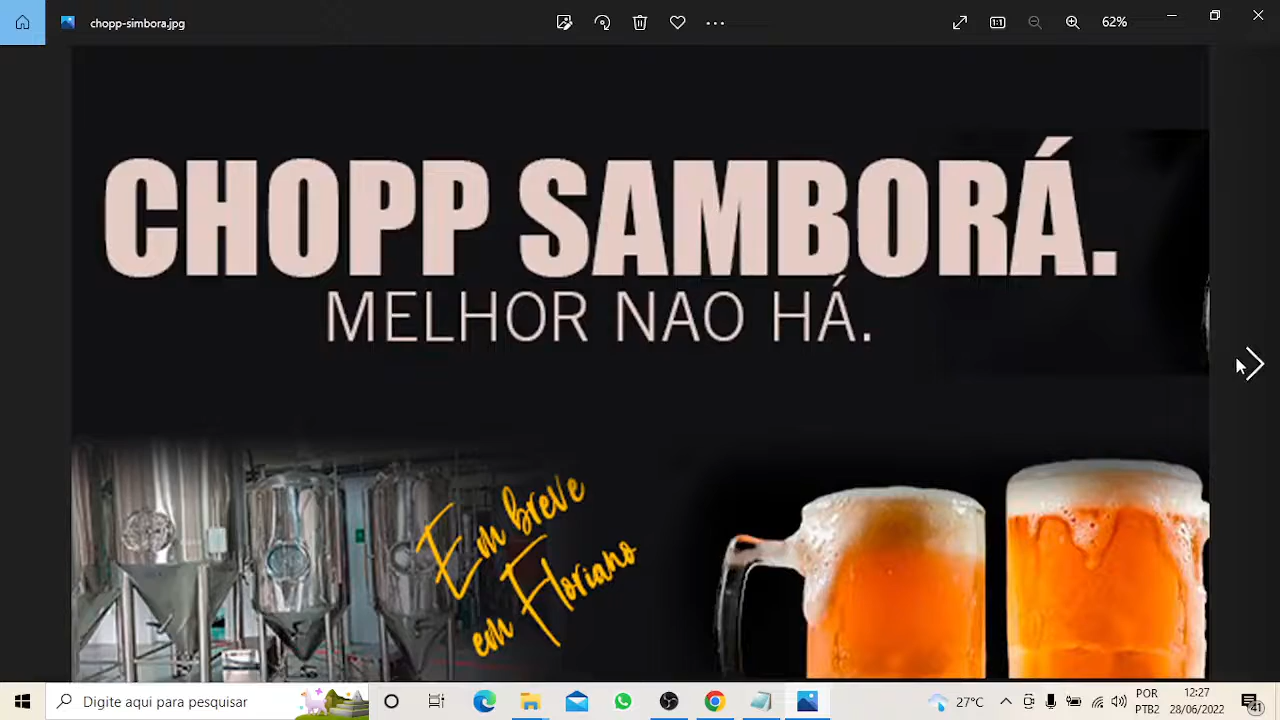 chopp-simbora.jpg
62%
CHOPP SAMBORÁ.
MELHOR NAO HÁ.
Em breve
em Floriano
Digite aqui para pesquisar
27°C
POR
PTB2
12:27
28/06/2022
41